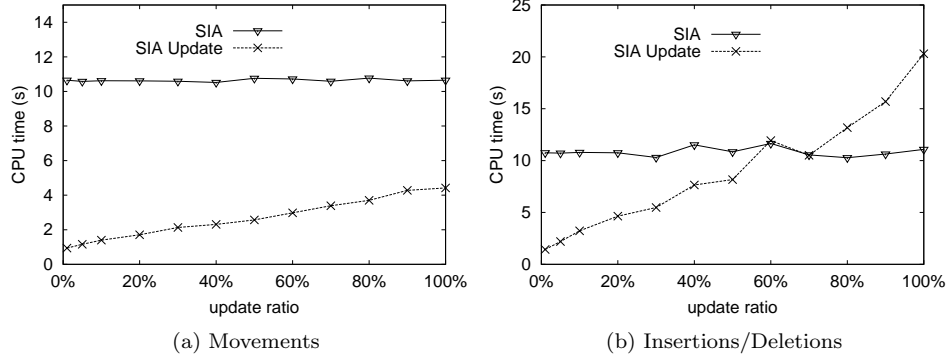 14
12
10
8
6
4
2
0
CPU time (s)
SIA
SIA Update
0% 20% 40% 60% 80% 100%
update ratio
(a) Movements
25
20
15
10
5
0
CPU time (s)
SIA
SIA Update
0% 20% 40% 60% 80% 100%
update ratio
(b) Insertions/Deletions